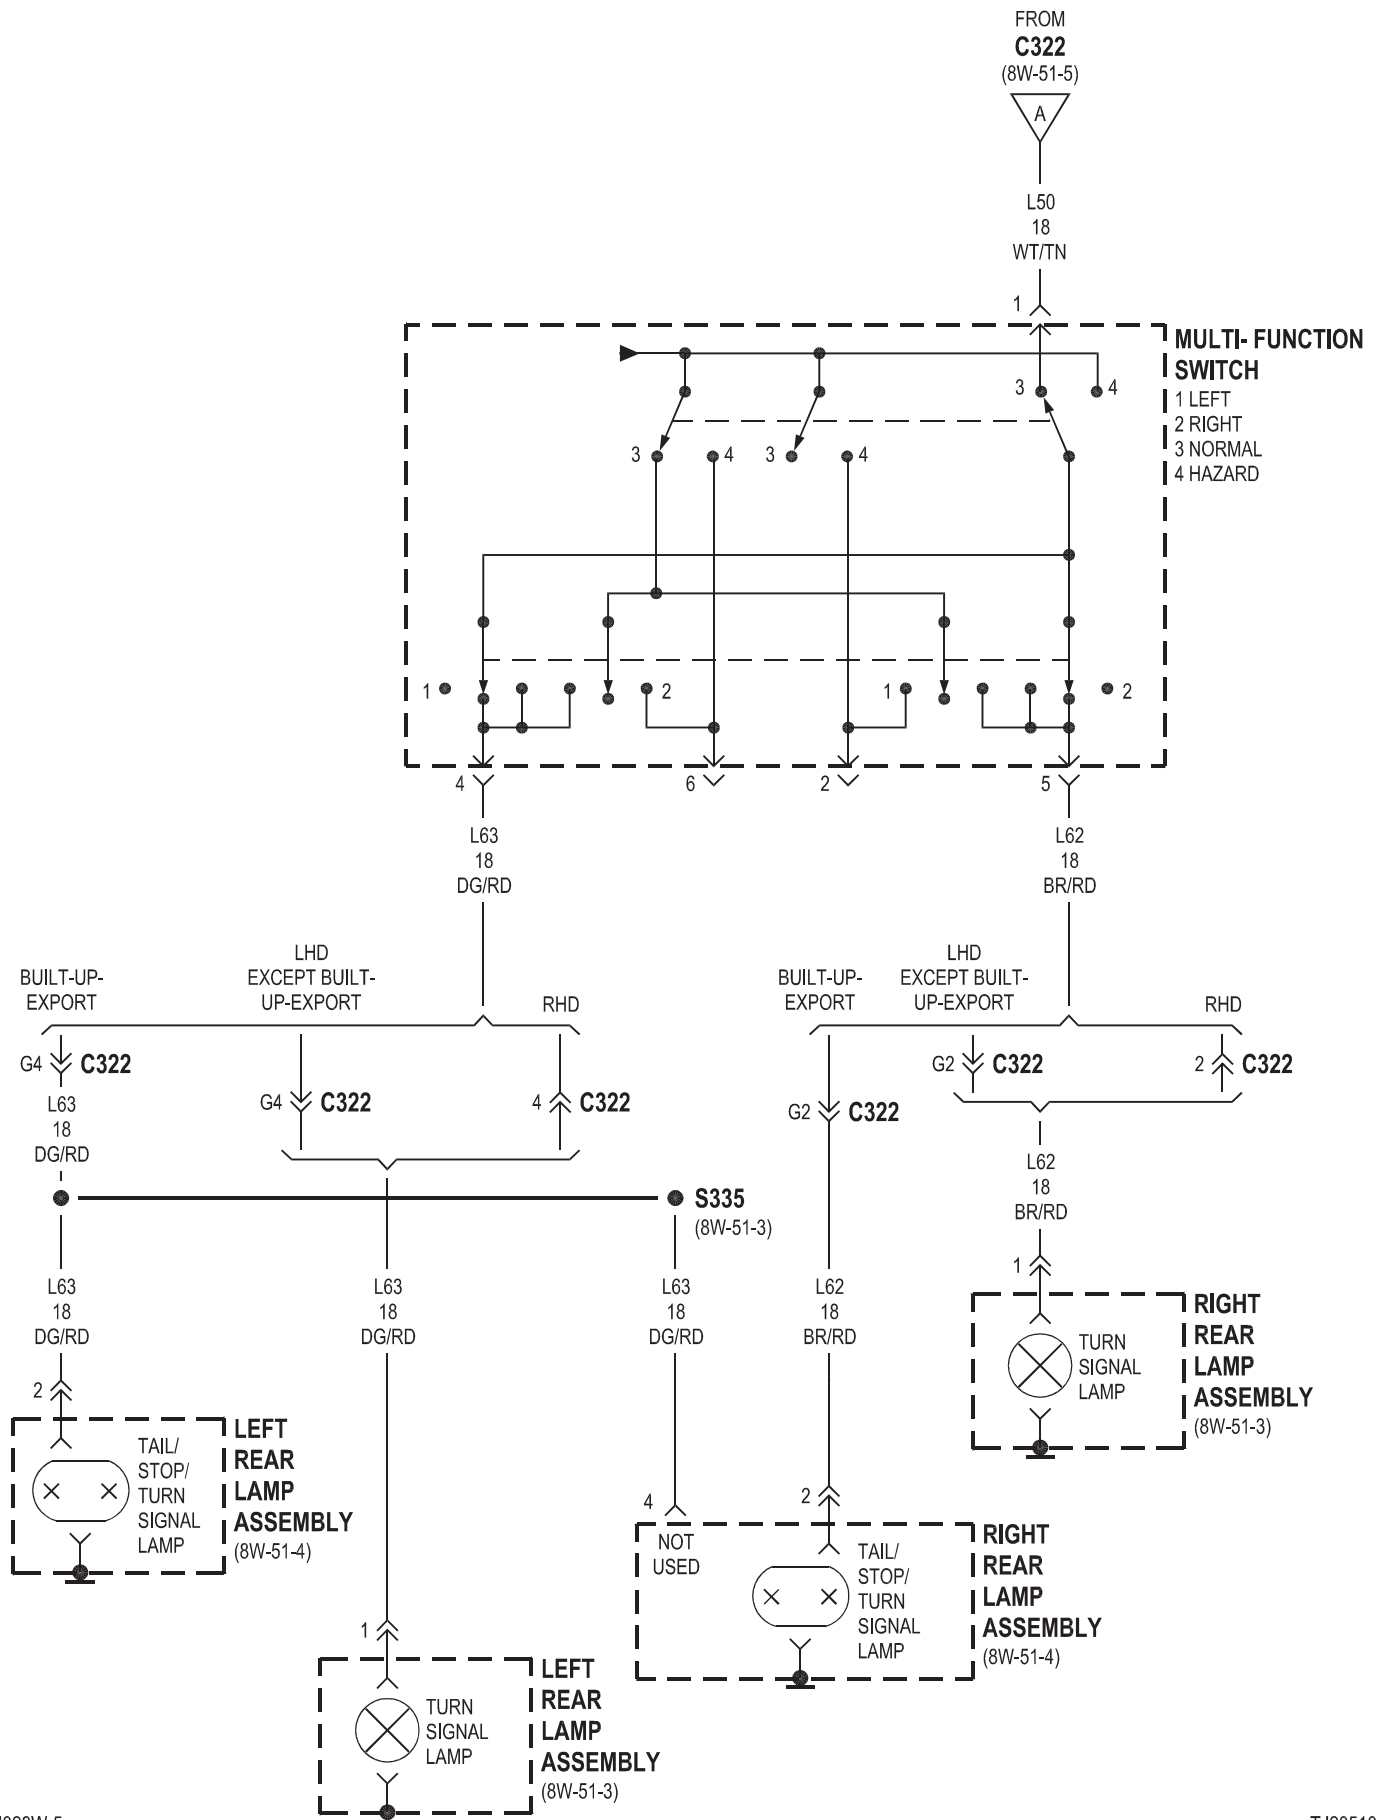 FROM
C322
(8W-51-5)
A
L50
18
WT/TN
1
MULTI- FUNCTION
SWITCH
1 LEFT
2 RIGHT
3 NORMAL
4 HAZARD
3
4
3
4
3
4
1
2
1
2
4
6
2
5
L63
18
DG/RD
L62
18
BR/RD
BUILT-UP-
EXPORT
LHD
EXCEPT BUILT-
UP-EXPORT
RHD
BUILT-UP-
EXPORT
LHD
EXCEPT BUILT-
UP-EXPORT
RHD
G4
C322
G4
C322
4
C322
G2
C322
G2
C322
2
C322
L63
18
DG/RD
L62
18
BR/RD
S335
(8W-51-3)
L63
18
DG/RD
L63
18
DG/RD
L63
18
DG/RD
L62
18
BR/RD
1
TURN
SIGNAL
LAMP
RIGHT
REAR
LAMP
ASSEMBLY
(8W-51-3)
2
TAIL/
STOP/
TURN
SIGNAL
LAMP
LEFT
REAR
LAMP
ASSEMBLY
(8W-51-4)
4
NOT
USED
2
TAIL/
STOP/
TURN
SIGNAL
LAMP
RIGHT
REAR
LAMP
ASSEMBLY
(8W-51-4)
1
TURN
SIGNAL
LAMP
LEFT
REAR
LAMP
ASSEMBLY
(8W-51-3)